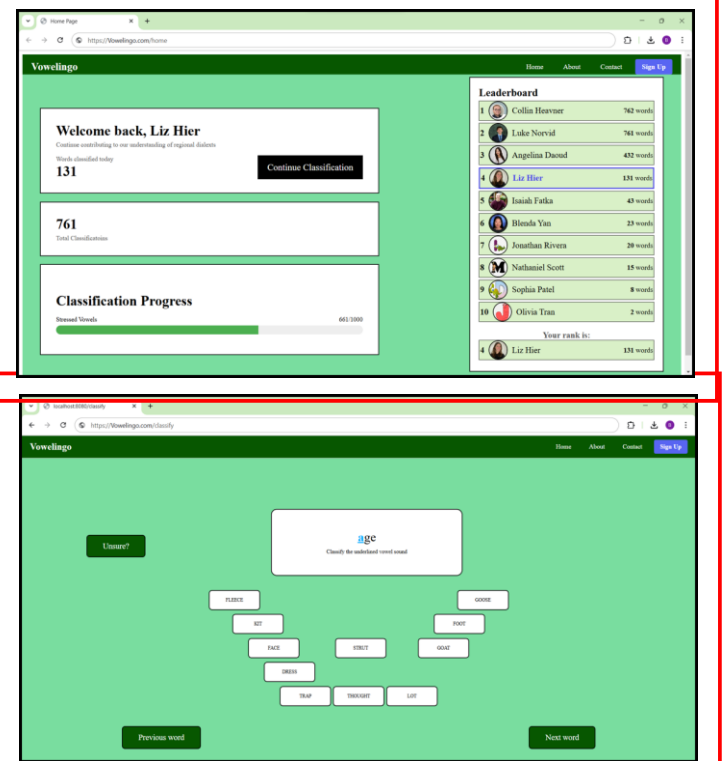 Home Page
https://Vowelingo.com/home
Vowelingo Home About Contact Sign Up
Welcome back, Liz Hier
Continue contributing to our understanding of regional dialects
Words classified today
131
Continue Classification
761
Total Classifications
Classification Progress
Stressed Vowels 661/1000
Leaderboard
1 Collin Heavner 762 words
2 Luke Norvid 761 words
3 Angelina Daoud 432 words
4 Liz Hier 131 words
5 Isaiah Fatka 43 words
6 Blenda Yan 23 words
7 Jonathan Rivera 20 words
8 M Nathaniel Scott 15 words
9 Sophia Patel 8 words
10 Olivia Tran 2 words
Your rank is:
4 Liz Hier 131 words
localhost:8080/classify
https://Vowelingo.com/classify
Vowelingo Home About Contact Sign Up
Unsure?
age
Classify the underlined vowel sound
FLEECE GOOSE
KIT FOOT
FACE STRUT GOAT
DRESS
TRAP THOUGHT LOT
Previous word Next word